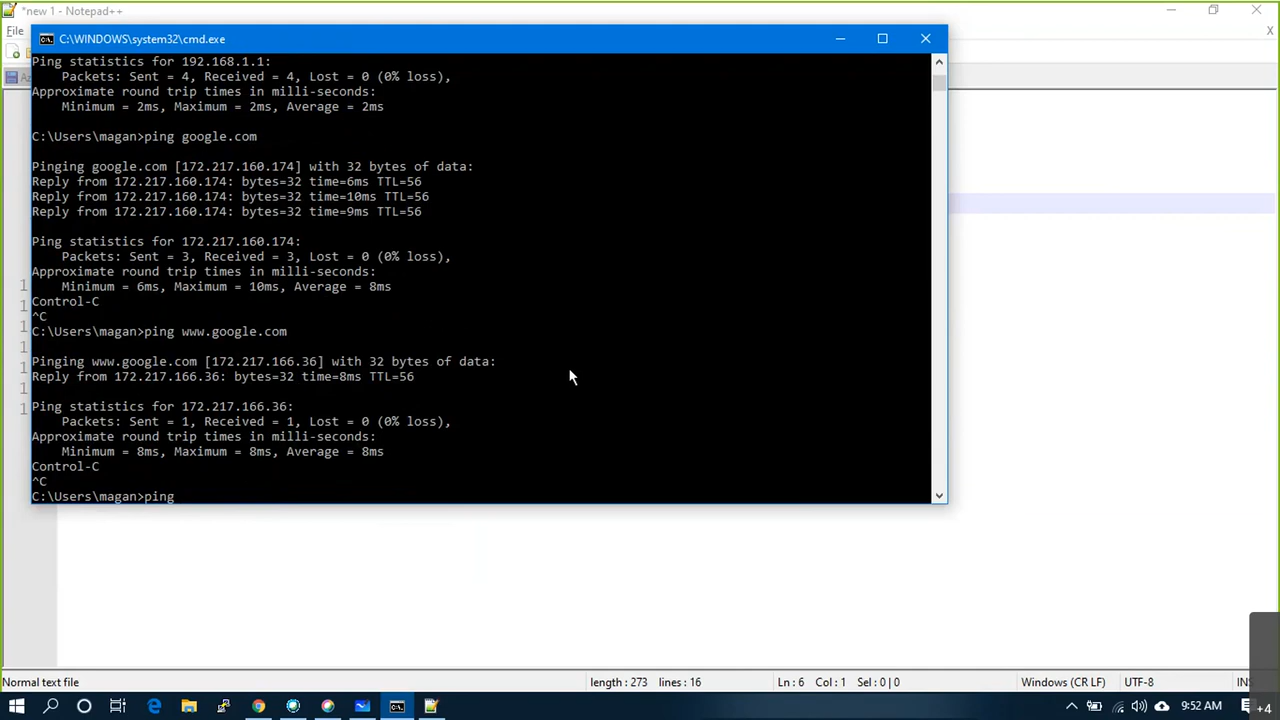 *new 1 - Notepad++
File
C:\WINDOWS\system32\cmd.exe
X
Ping statistics for 192.168.1.1:
Packets: Sent = 4, Received = 4, Lost = 0 (0% loss),
Approximate round trip times in milli-seconds:
Minimum = 2ms, Maximum = 2ms, Average = 2ms
C:\Users\magan>ping google.com
Pinging google.com [172.217.160.174] with 32 bytes of data:
Reply from 172.217.160.174: bytes=32 time=6ms TTL=56
Reply from 172.217.160.174: bytes=32 time=10ms TTL=56
Reply from 172.217.160.174: bytes=32 time=9ms TTL=56
Ping statistics for 172.217.160.174:
Packets: Sent = 3, Received = 3, Lost = 0 (0% loss),
Approximate round trip times in milli-seconds:
Minimum = 6ms, Maximum = 10ms, Average = 8ms
Control-C
^C
C:\Users\magan>ping www.google.com
Pinging www.google.com [172.217.166.36] with 32 bytes of data:
Reply from 172.217.166.36: bytes=32 time=8ms TTL=56
Ping statistics for 172.217.166.36:
Packets: Sent = 1, Received = 1, Lost = 0 (0% loss),
Approximate round trip times in milli-seconds:
Minimum = 8ms, Maximum = 8ms, Average = 8ms
Control-C
^C
C:\Users\magan>ping
Normal text file length : 273 lines : 16 Ln : 6 Col : 1 Sel : 0 | 0 Windows (CR LF) UTF-8
9:52 AM
+4